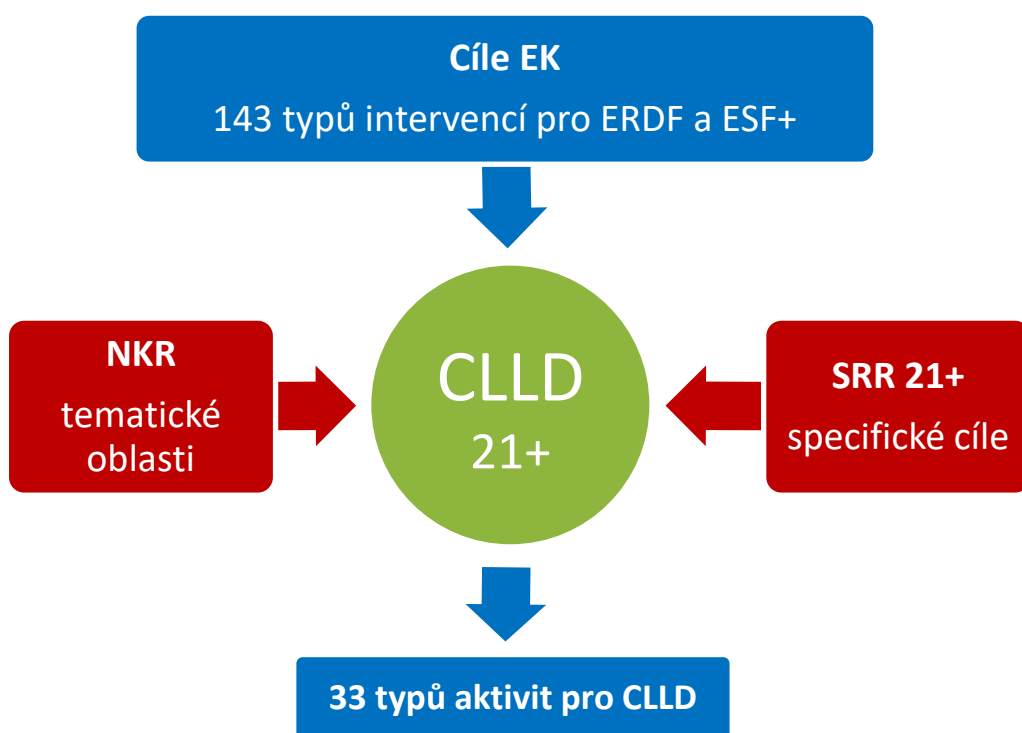 Cíle EK
143 typů intervencí pro ERDF a ESF+
NKR
tematické
oblasti
CLLD
21+
SRR 21+
specifické cíle
33 typů aktivit pro CLLD